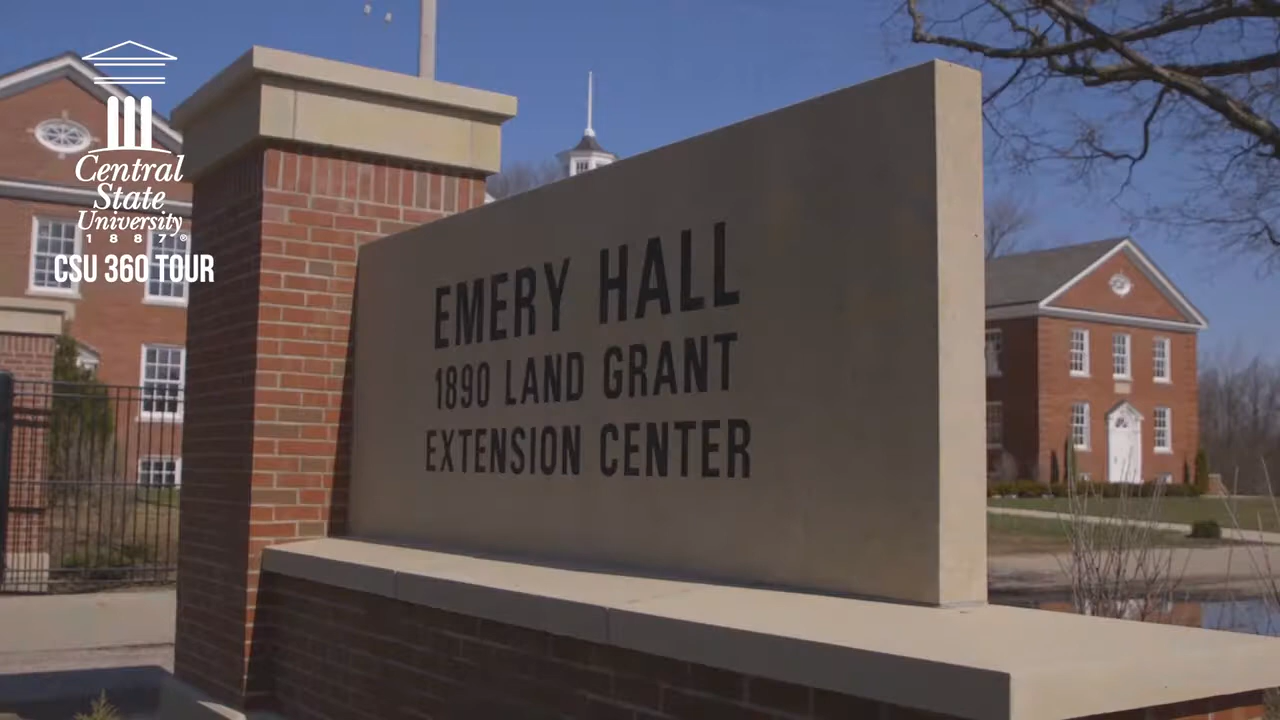 Central
State
University
1887®
CSU 360 TOUR
EMERY HALL
1890 LAND GRANT
EXTENSION CENTER